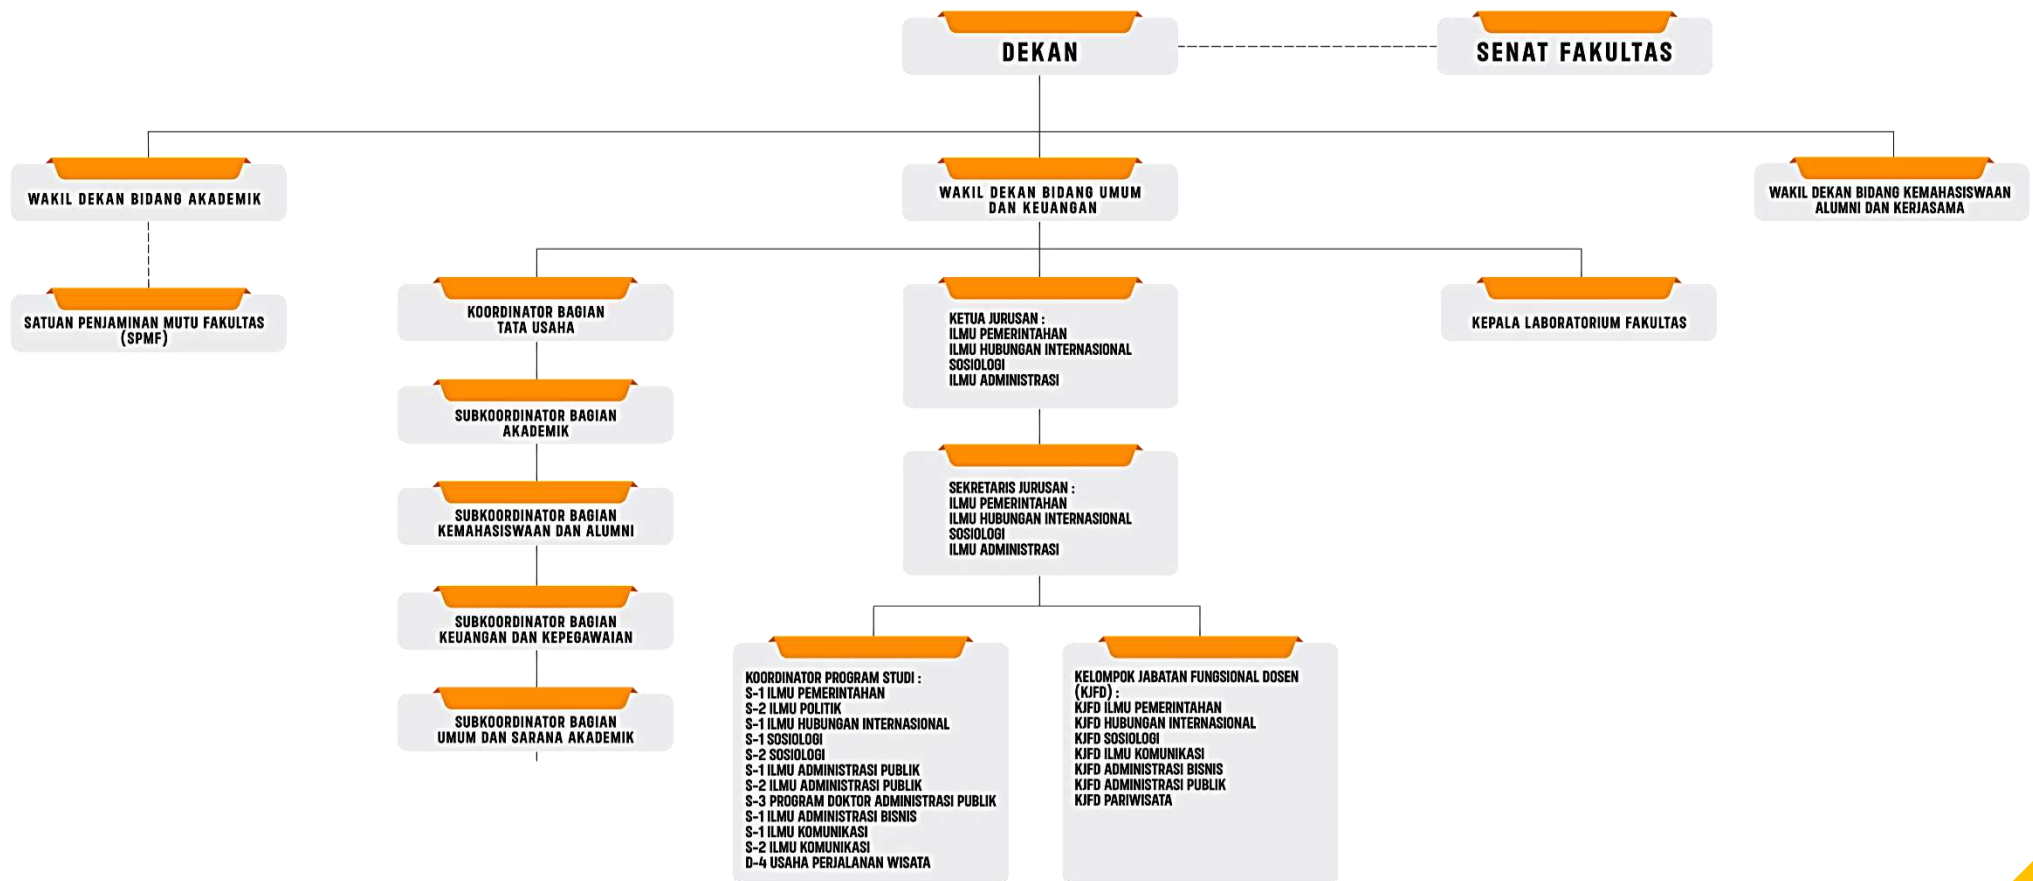 DEKAN
SENAT FAKULTAS
WAKIL DEKAN BIDANG AKADEMIK
WAKIL DEKAN BIDANG UMUM
DAN KEUANGAN
WAKIL DEKAN BIDANG KEMAHASISWAAN
ALUMNI DAN KERJASAMA
SATUAN PENJAMINAN MUTU FAKULTAS
(SPMF)
KOORDINATOR BAGIAN
TATA USAHA
SUBKOORDINATOR BAGIAN
AKADEMIK
SUBKOORDINATOR BAGIAN
KEMAHASISWAAN DAN ALUMNI
SUBKOORDINATOR BAGIAN
KEUANGAN DAN KEPEGAWAIAN
SUBKOORDINATOR BAGIAN
UMUM DAN SARANA AKADEMIK
KETUA JURUSAN :
ILMU PEMERINTAHAN
ILMU HUBUNGAN INTERNASIONAL
SOSIOLOGI
ILMU ADMINISTRASI
SEKRETARIS JURUSAN :
ILMU PEMERINTAHAN
ILMU HUBUNGAN INTERNASIONAL
SOSIOLOGI
ILMU ADMINISTRASI
KOORDINATOR PROGRAM STUDI :
S-1 ILMU PEMERINTAHAN
S-2 ILMU POLITIK
S-1 ILMU HUBUNGAN INTERNASIONAL
S-1 SOSIOLOGI
S-2 SOSIOLOGI
S-1 ILMU ADMINISTRASI PUBLIK
S-2 ILMU ADMINISTRASI PUBLIK
S-3 PROGRAM DOKTOR ADMINISTRASI PUBLIK
S-1 ILMU ADMINISTRASI BISNIS
S-1 ILMU KOMUNIKASI
S-2 ILMU KOMUNIKASI
D-4 USAHA PERJALANAN WISATA
KELOMPOK JABATAN FUNGSIONAL DOSEN
(KJFD) :
KJFD ILMU PEMERINTAHAN
KJFD HUBUNGAN INTERNASIONAL
KJFD SOSIOLOGI
KJFD ILMU KOMUNIKASI
KJFD ADMINISTRASI BISNIS
KJFD ADMINISTRASI PUBLIK
KJFD PARIWISATA
KEPALA LABORATORIUM FAKULTAS